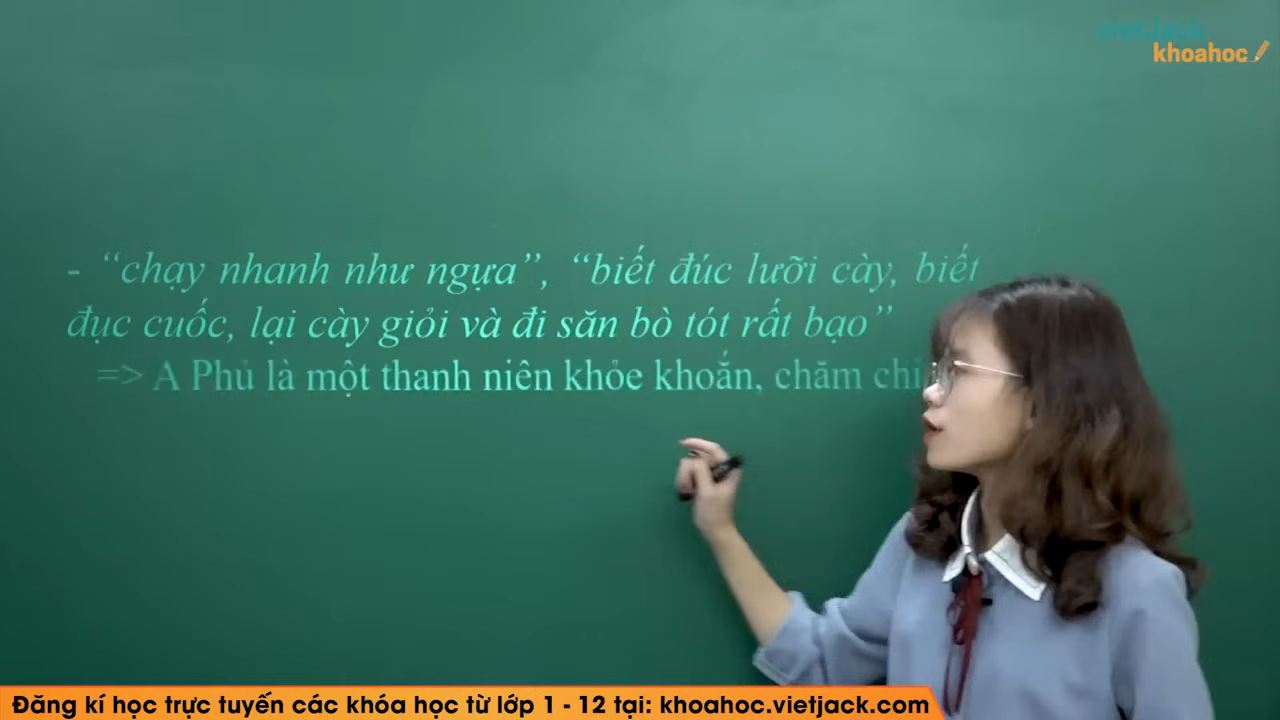 vietJack
khoahoc
- “chạy nhanh như ngựa”, “biết đúc lưỡi cày, biết
đục cuốc, lại cày giỏi và đi săn bò tót rất bạo”
=> A Phủ là một thanh niên khỏe khoắn, chăm
Đăng kí học trực tuyến các khóa học từ lớp 1 - 12 tại: khoahoc.vietjack.com